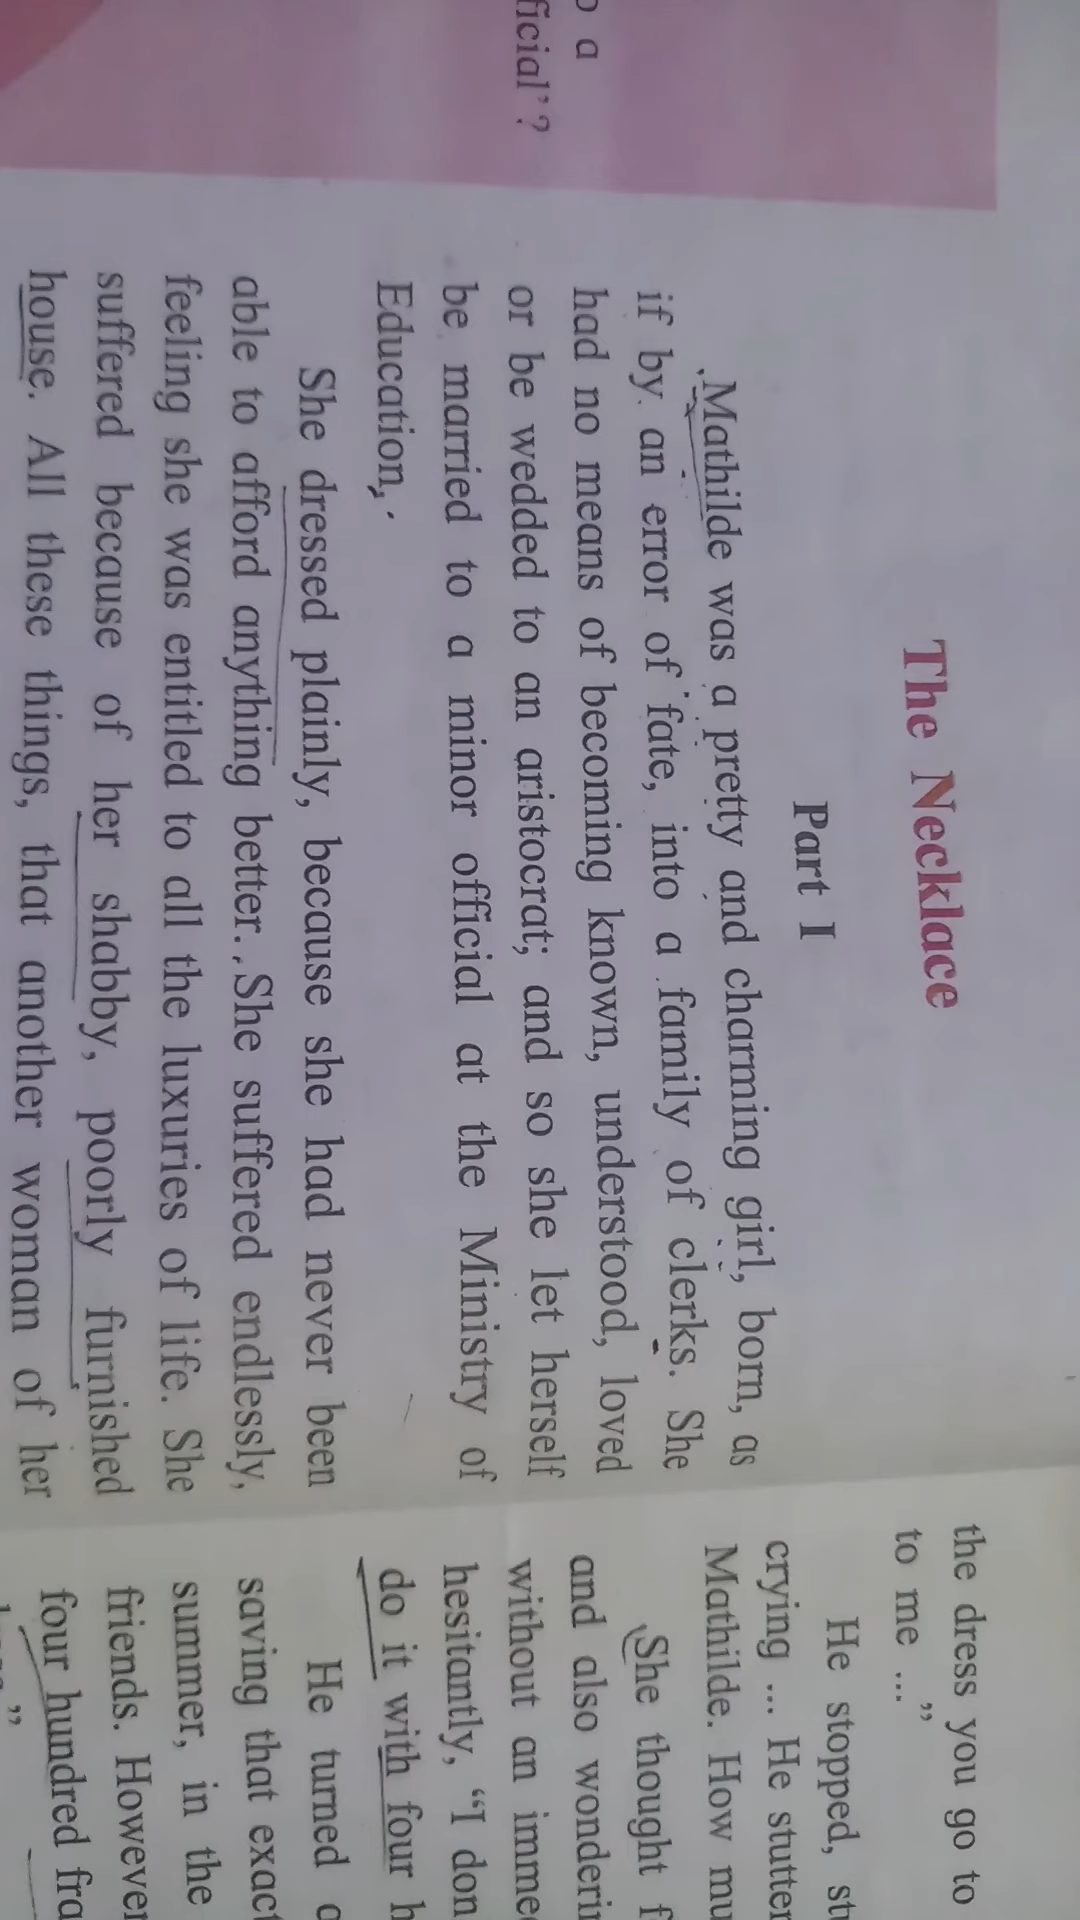 o a
ficial’?
The Necklace
Part I
Mathilde was a pretty and charming girl, born, as
if by an error of fate, into a family of clerks. She
had no means of becoming known, understood, loved
or be wedded to an aristocrat; and so she let herself
be married to a minor official at the Ministry of
Education.
She dressed plainly, because she had never been
able to afford anything better. She suffered endlessly,
feeling she was entitled to all the luxuries of life. She
suffered because of her shabby, poorly furnished
house. All these things, that another woman of her
the dress you go to
to me ...”
He stopped, stu
crying ... He stutter
Mathilde. How mu
She thought f
and also wonderin
without an imme
hesitantly, “I don
do it with four h
He turned
saving that exact
summer, in the
friends. However
four hundred fra